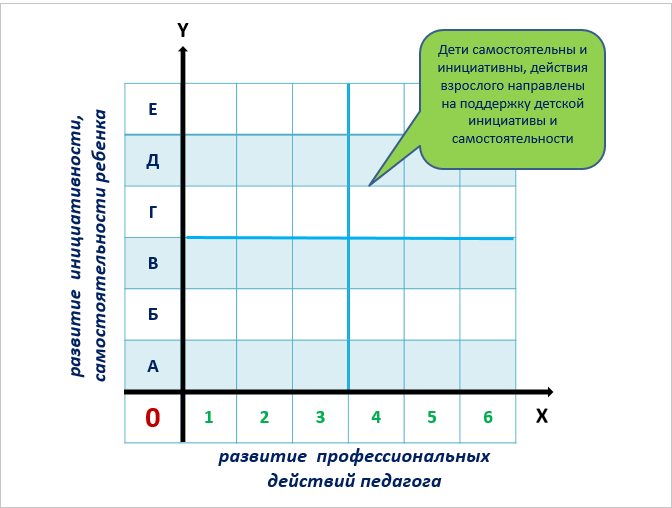 Y
Дети самостоятельны и
инициативны, действия
взрослого направлены
на поддержку детской
инициативы и
самостоятельности
развитие инициативности,
самостоятельности ребенка
Е
Д
Г
В
Б
А
0 1 2 3 4 5 6 X
развитие профессиональных
действий педагога